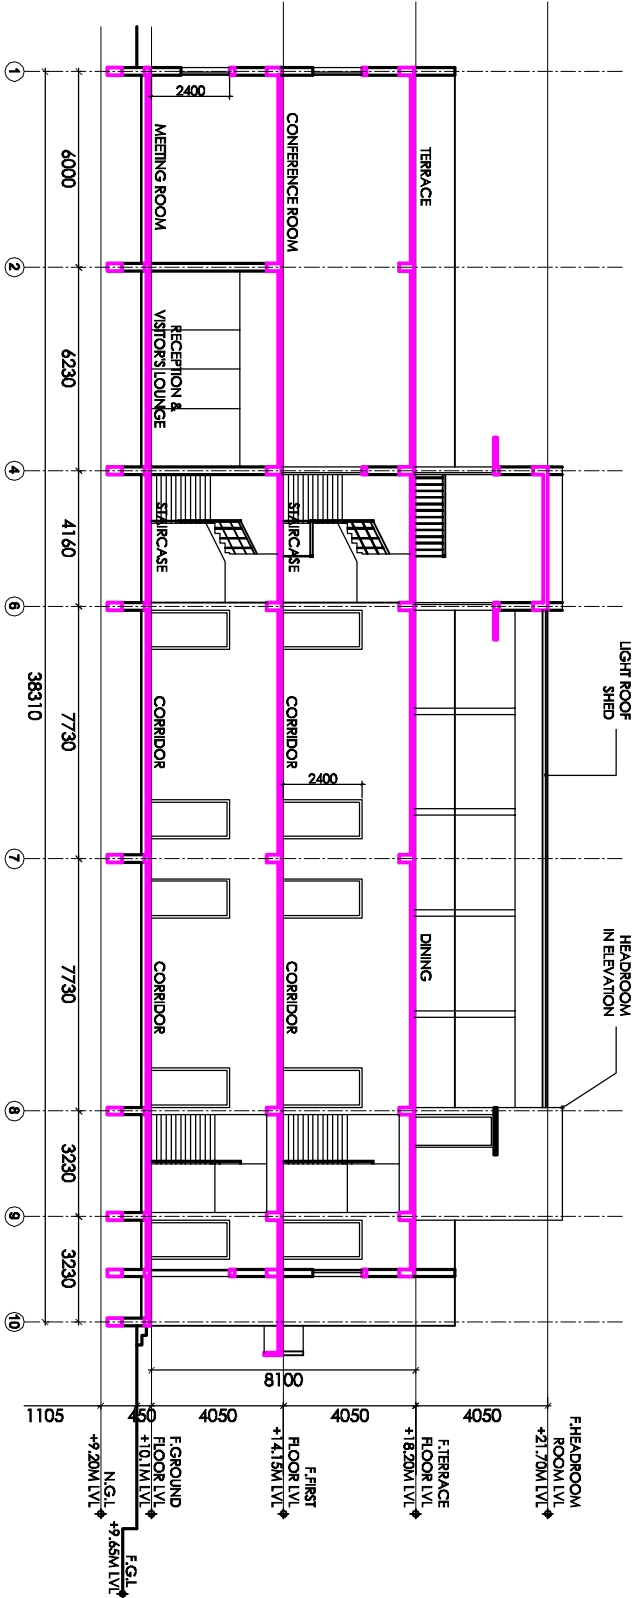 LIGHT ROOF
SHED
HEADROOM
IN ELEVATION
TERRACE
DINING
CONFERENCE ROOM
STAIRCASE
CORRIDOR
CORRIDOR
MEETING ROOM
RECEPTION &
VISITOR'S LOUNGE
STAIRCASE
CORRIDOR
CORRIDOR
2400
2400
6000
6230
4160
7730
7730
3230
3230
38310
1
2
4
6
7
8
9
10
8100
1105
450
4050
4050
4050
F.HEADROOM
ROOM LVL
+21.70M LVL
F.TERRACE
FLOOR LVL
+18.20M LVL
F.FIRST
FLOOR LVL
+14.15M LVL
F.GROUND
FLOOR LVL
+10.1M LVL
N.G.L
+9.20M LVL
F.G.L
+9.65M LVL